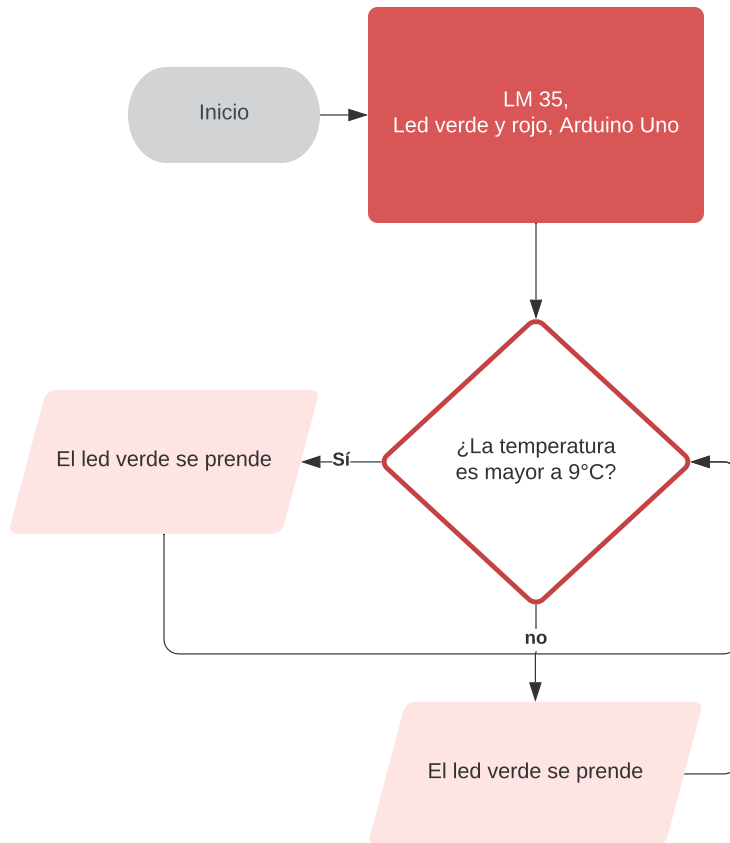 Inicio
LM 35,
Led verde y rojo, Arduino Uno
¿La temperatura
es mayor a 9°C?
Sí
El led verde se prende
no
El led verde se prende